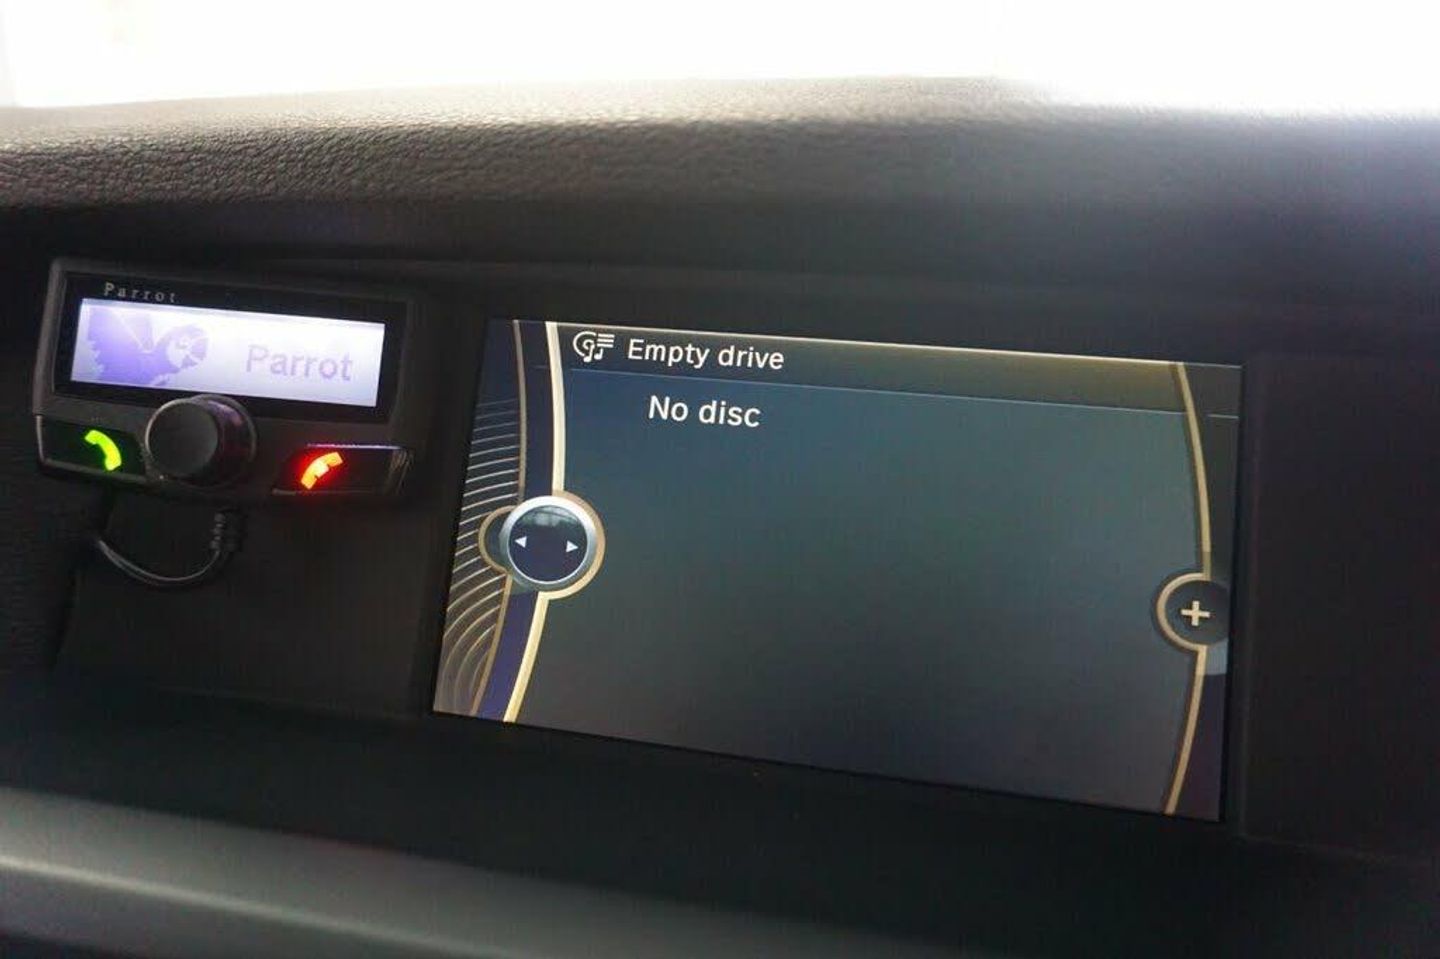 Parrot
Parrot
Empty drive
No disc